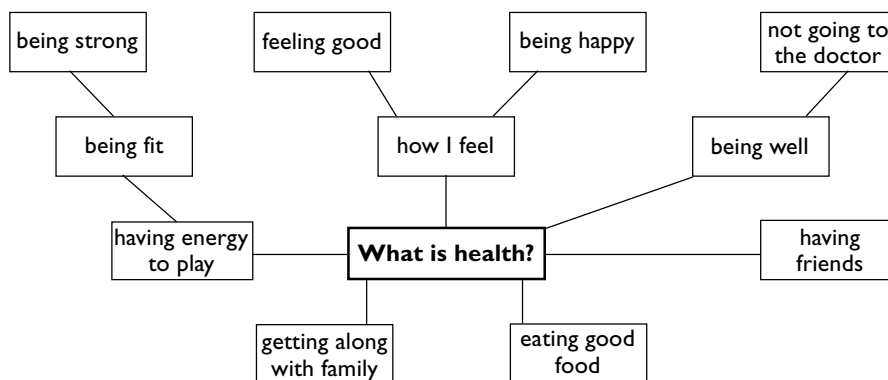 being strong
feeling good
being happy
not going to
the doctor
being fit
how I feel
being well
having energy
to play
What is health?
having
friends
getting along
with family
eating good
food